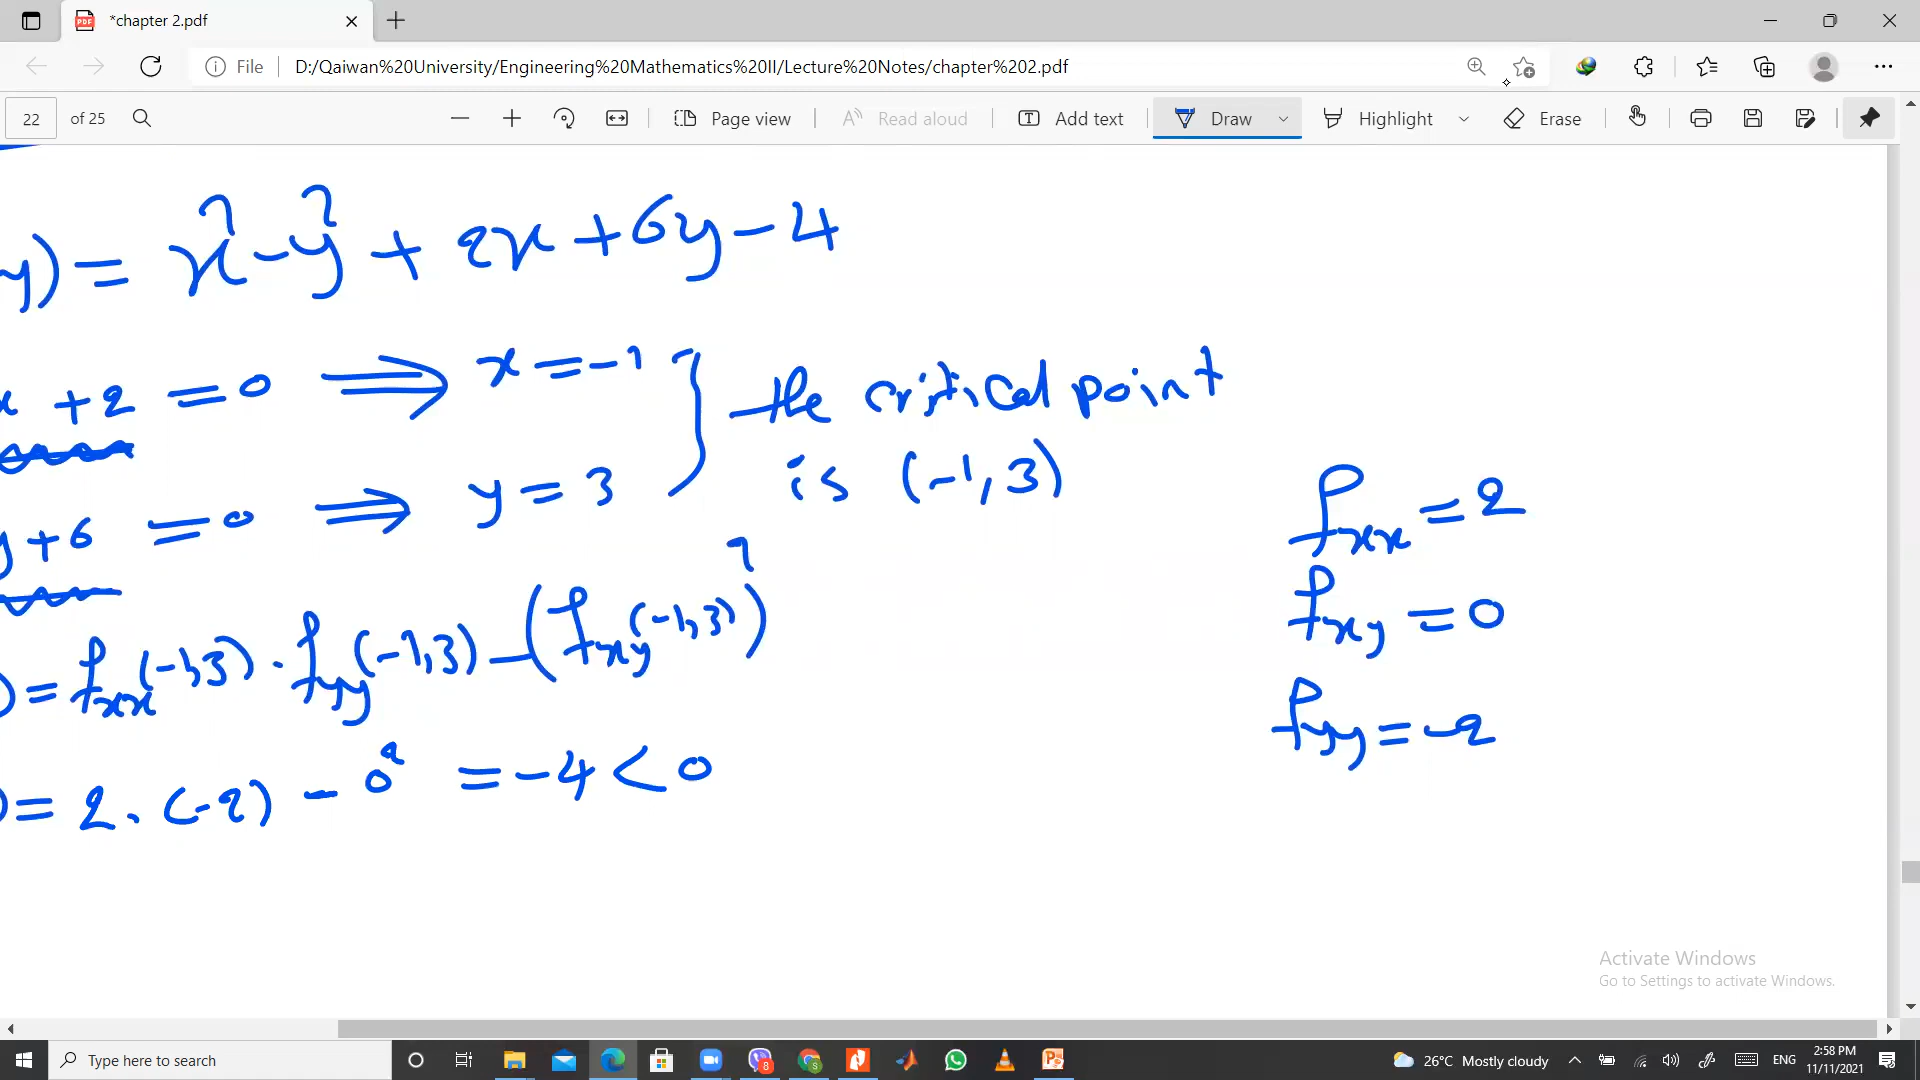 *chapter 2.pdf
File D:/Qaiwan%20University/Engineering%20Mathematics%20II/Lecture%20Notes/chapter%202.pdf
22 of 25 Page view Read aloud Add text Draw Highlight Erase
y) = x² - y² + 2x + 6y - 4
x + 2 = 0 ⟹ x = -1 } the critical point
y + 6 = 0 ⟹ y = 3 is (-1, 3)
fxx = 2
fxy = 0
fyy = -2
) = fxx(-1,3) · fyy(-1,3) - (fxy(-1,3))²
) = 2 . (-2) - 0² = -4 < 0
Activate Windows
Go to Settings to activate Windows.
Type here to search
8
26°C Mostly cloudy
ENG
2:58 PM
11/11/2021